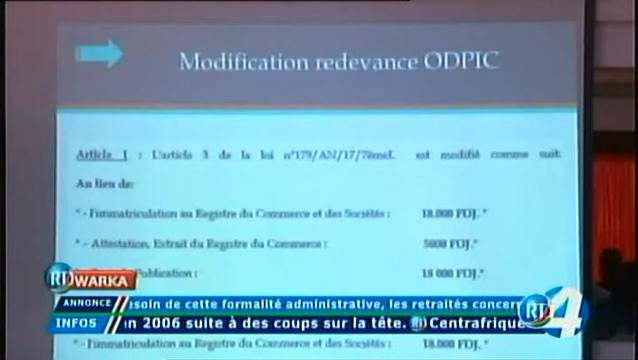 Modification redevance ODPIC
Article 1 : L'article 3 de la loi n°179/AN/17/7èmeL est modifié comme suit:
Au lieu de:
" - l'immatriculation au Registre du Commerce et des Sociétés : 18.000 FDJ. "
" - Attestation, Extrait du Registre du Commerce : 5000 FDJ. "
Publication : 18 000 FDJ. "
RTD WARKA
ANNONCE esoin de cette formalité administrative, les retraités concern
INFOS n 2006 suite à des coups sur la tête. RTD Centrafrique
RTD 4
" - l'immatriculation au Registre du Commerce et des Sociétés : 18.000 FDJ. "